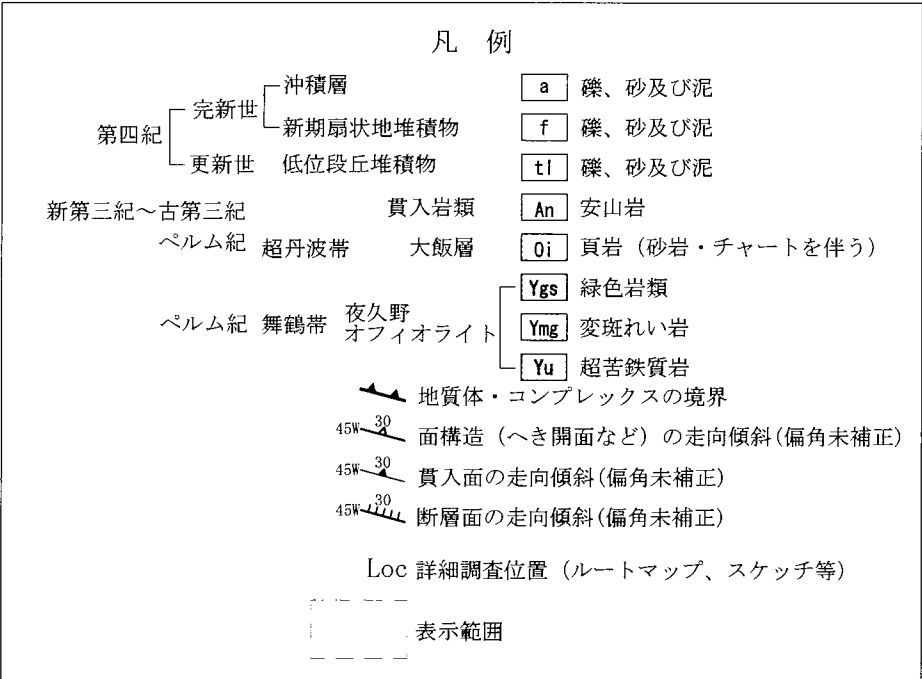 凡 例
沖積層 a 礫、砂及び泥
完新世
第四紀 新期扇状地堆積物 f 礫、砂及び泥
更新世 低位段丘堆積物 tl 礫、砂及び泥
新第三紀～古第三紀 貫入岩類 An 安山岩
ペルム紀 超丹波帯 大飯層 Oi 頁岩（砂岩・チャートを伴う）
Ygs 緑色岩類
ペルム紀 舞鶴帯 夜久野 Ymg 変斑れい岩
オフィオライト
Yu 超苦鉄質岩
地質体・コンプレックスの境界
45W 30 面構造（へき開面など）の走向傾斜(偏角未補正)
45W 30 貫入面の走向傾斜(偏角未補正)
45W 30 断層面の走向傾斜(偏角未補正)
Loc 詳細調査位置（ルートマップ、スケッチ等）
表示範囲